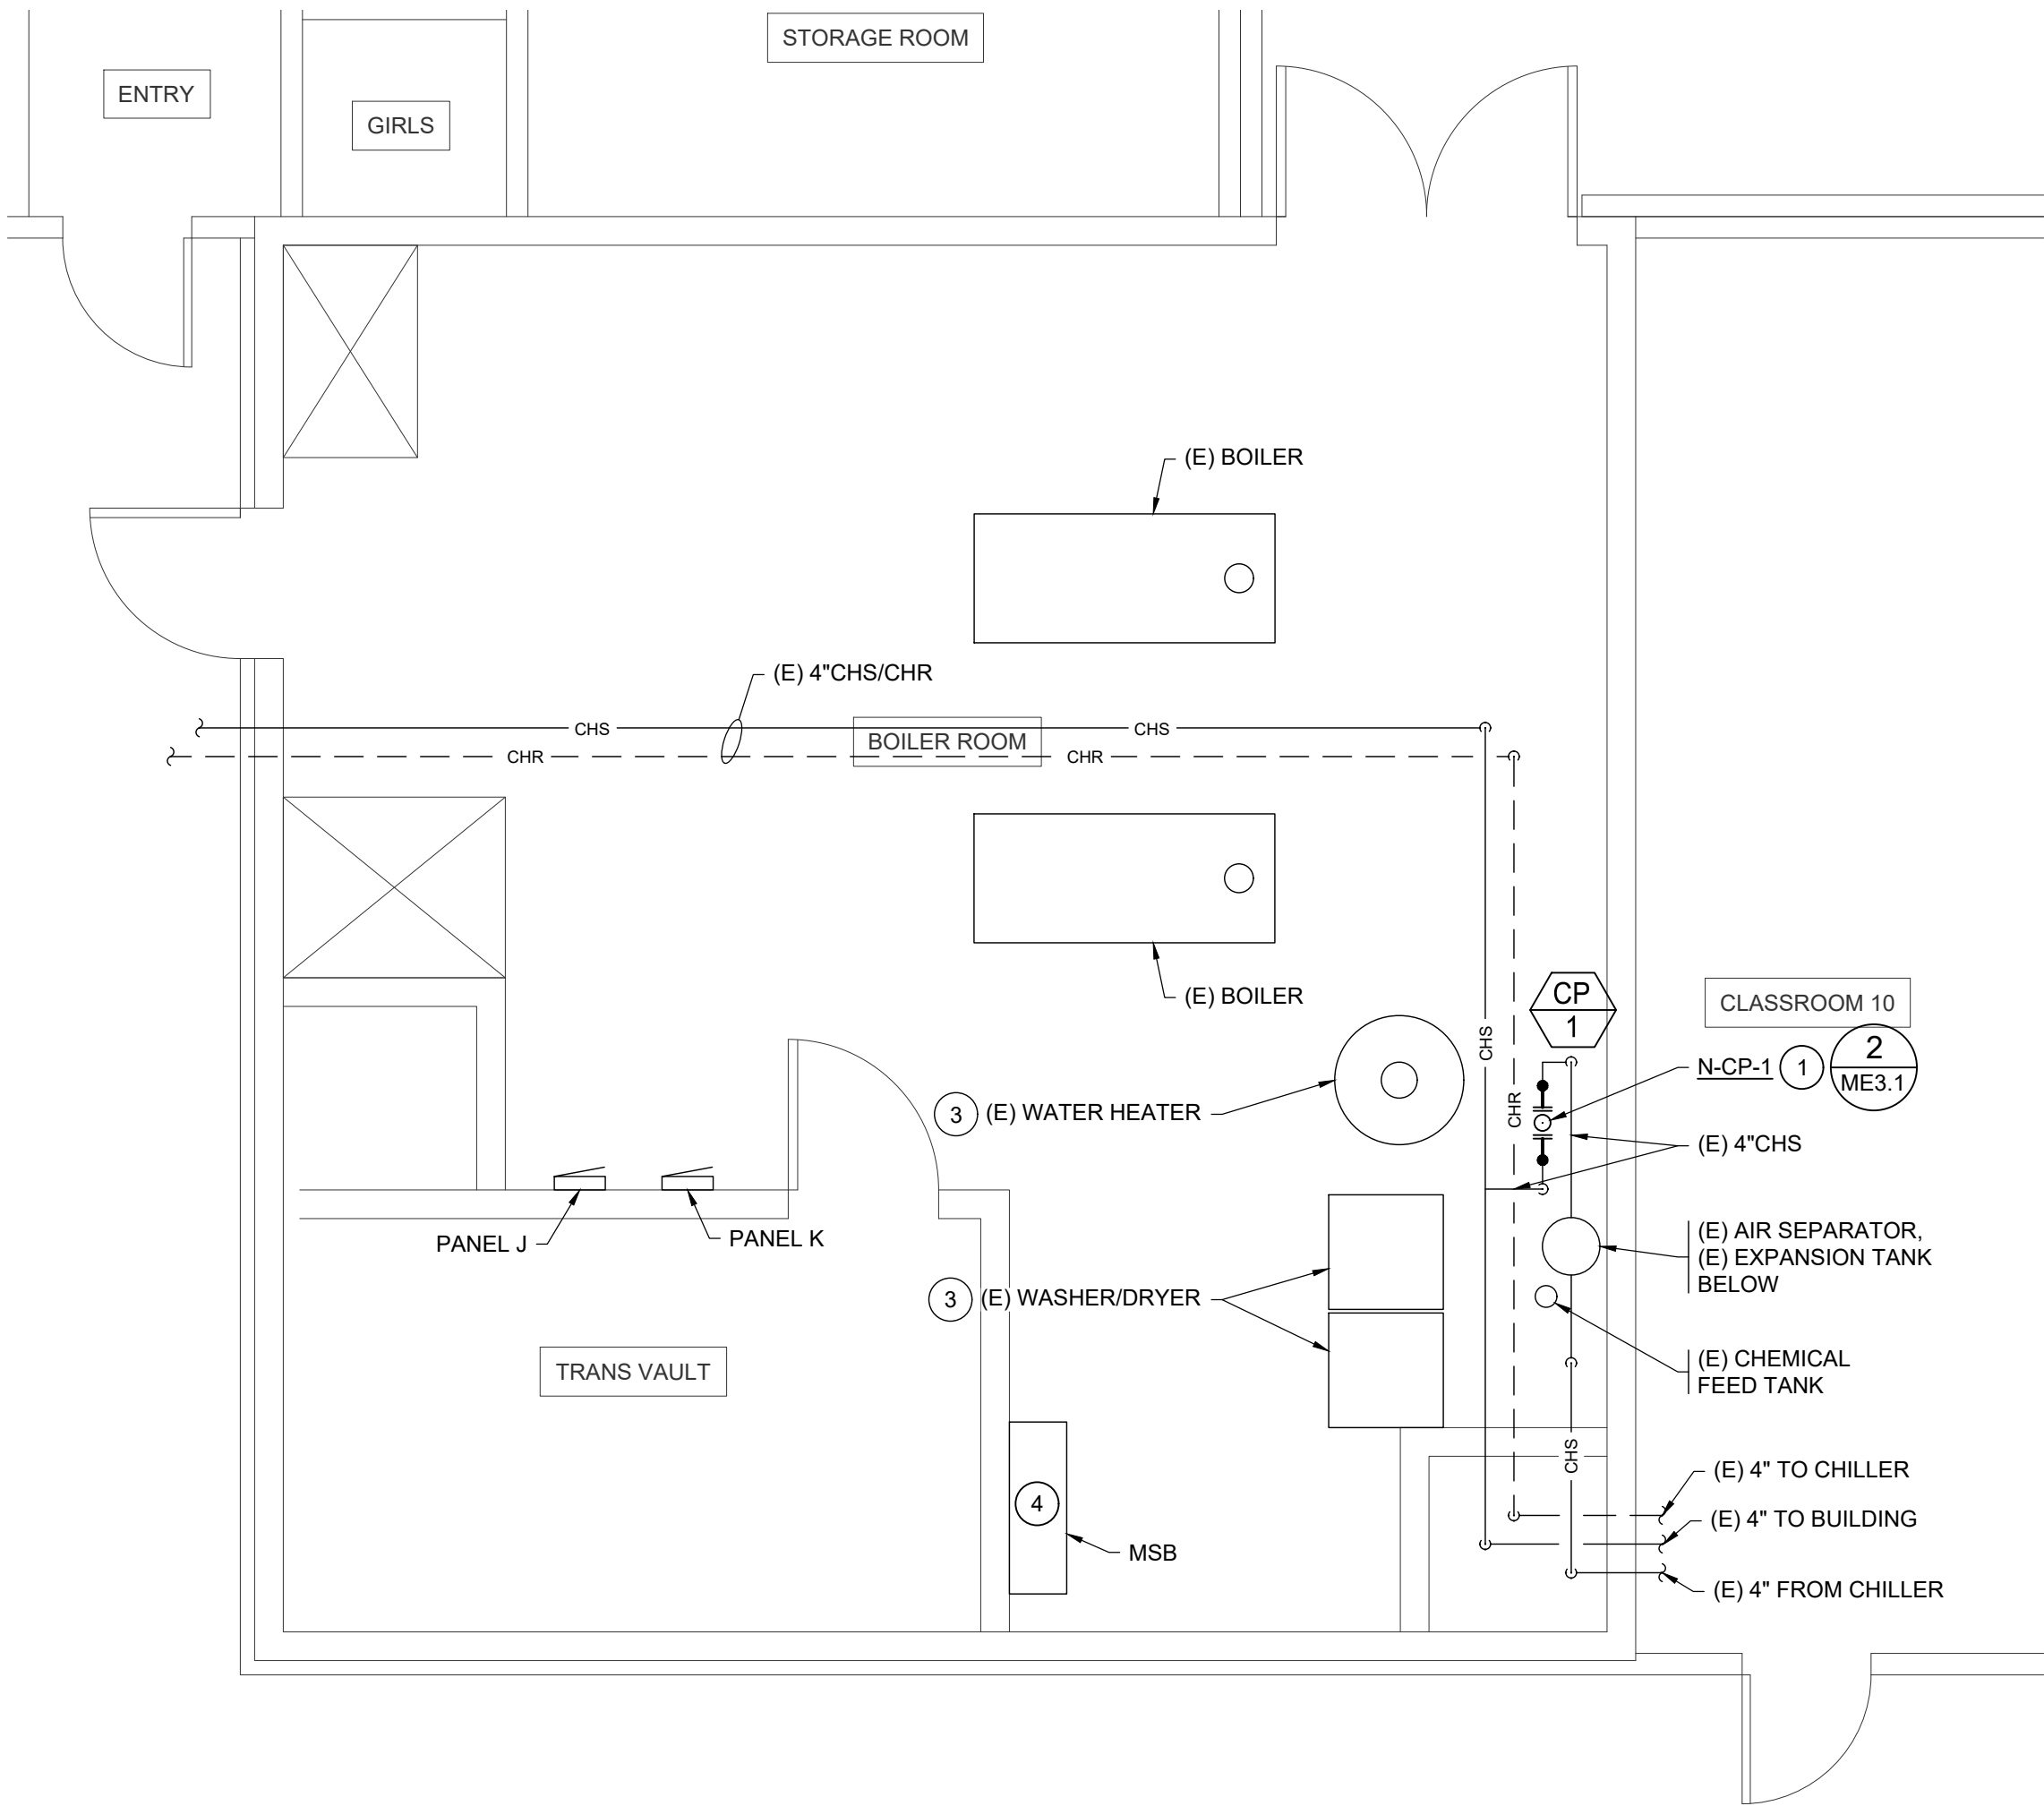 STORAGE ROOM
ENTRY
GIRLS
(E) BOILER
(E) 4"CHS/CHR
CHS
CHS
BOILER ROOM
CHR
CHR
(E) BOILER
CP
1
CLASSROOM 10
CHS
N-CP-1
1
2
ME3.1
CHR
3
(E) WATER HEATER
(E) 4"CHS
(E) AIR SEPARATOR,
(E) EXPANSION TANK
BELOW
PANEL J
PANEL K
3
(E) WASHER/DRYER
(E) CHEMICAL
FEED TANK
TRANS VAULT
CHS
(E) 4" TO CHILLER
4
(E) 4" TO BUILDING
MSB
(E) 4" FROM CHILLER